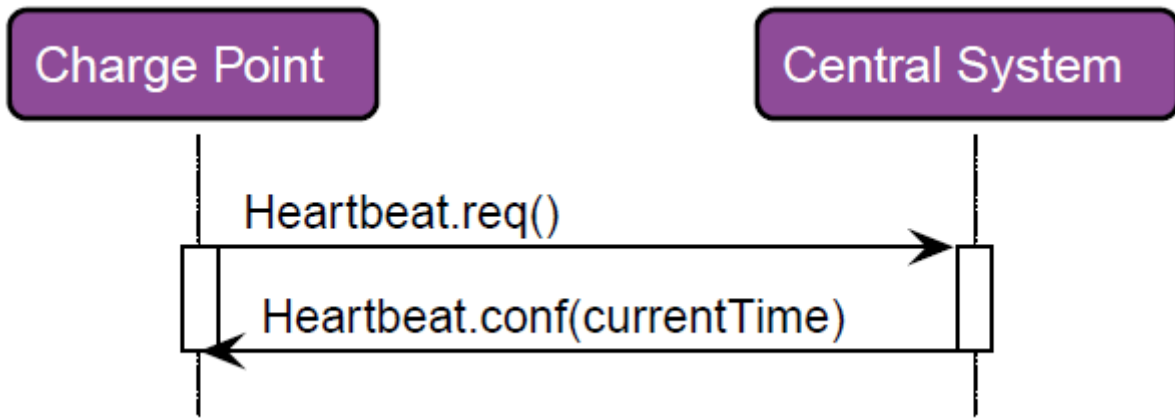 Charge Point
Central System
Heartbeat.req()
Heartbeat.conf(currentTime)